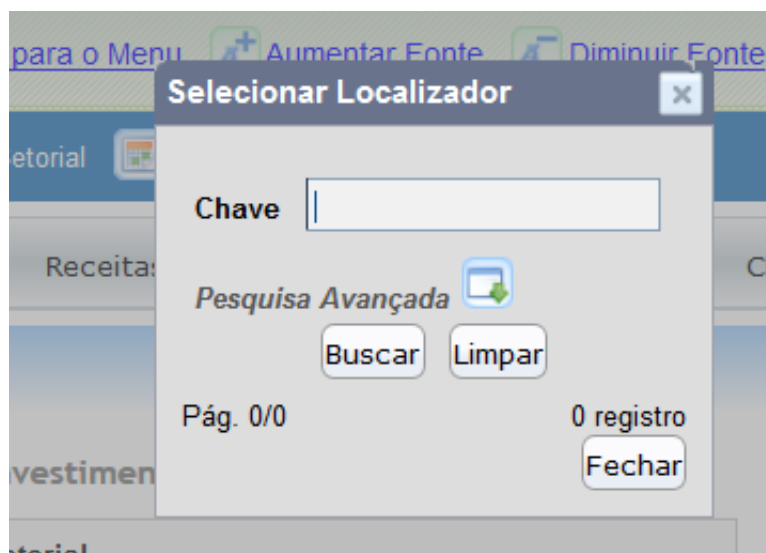 para o Menu Aumentar Fonte Diminuir Fonte
Selecionar Localizador
etorial
Chave
Receitas
Pesquisa Avançada
Buscar Limpar
Pág. 0/0 0 registro
vestimen
Fechar